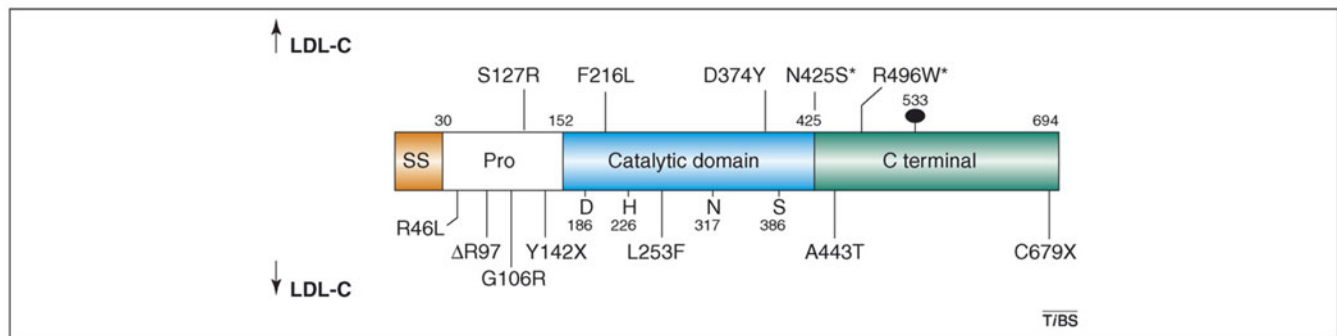 LDL-C
S127R F216L D374Y N425S* R496W*
533
30 152 425 694
SS Pro Catalytic domain C terminal
D H N S
186 226 317 386
R46L
ΔR97 Y142X L253F A443T C679X
G106R
LDL-C
T/BS